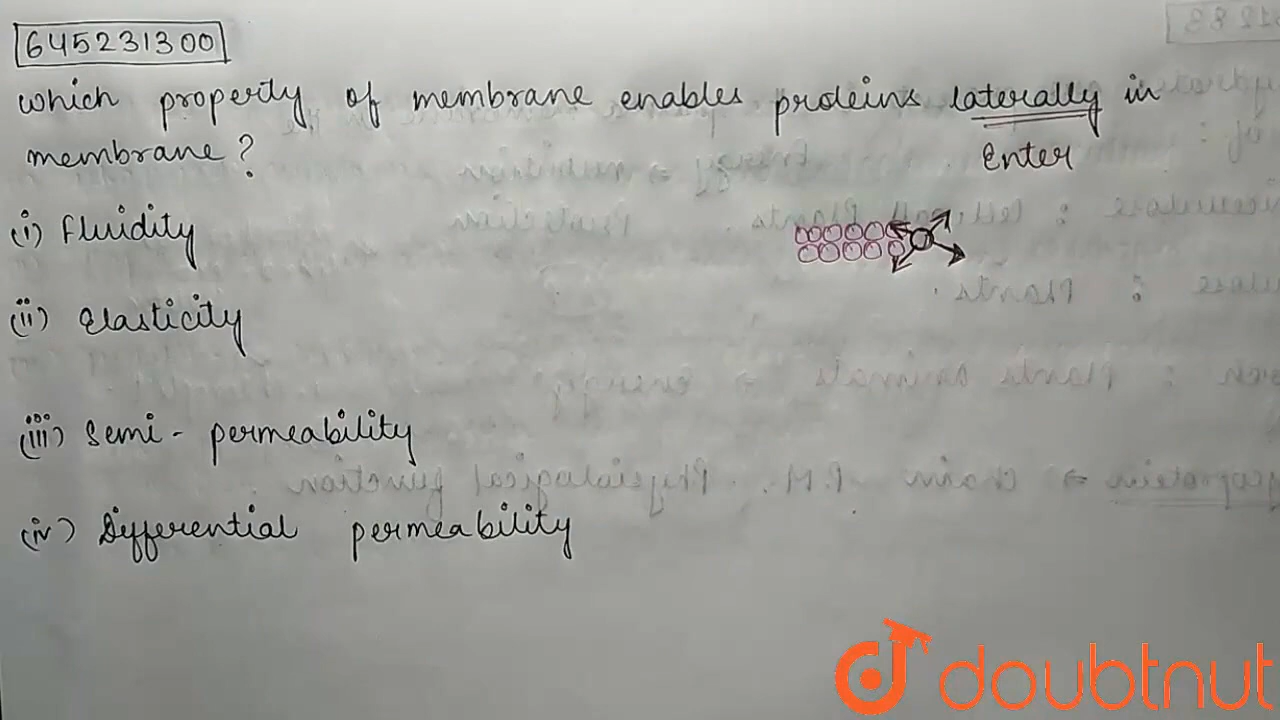 645231300
which property of membrane enables proteins laterally in
membrane?
Enter
(i) Fluidity
(ii) Elasticity
(iii) Semi-permeability
(iv) Differential permeability
doubtnut